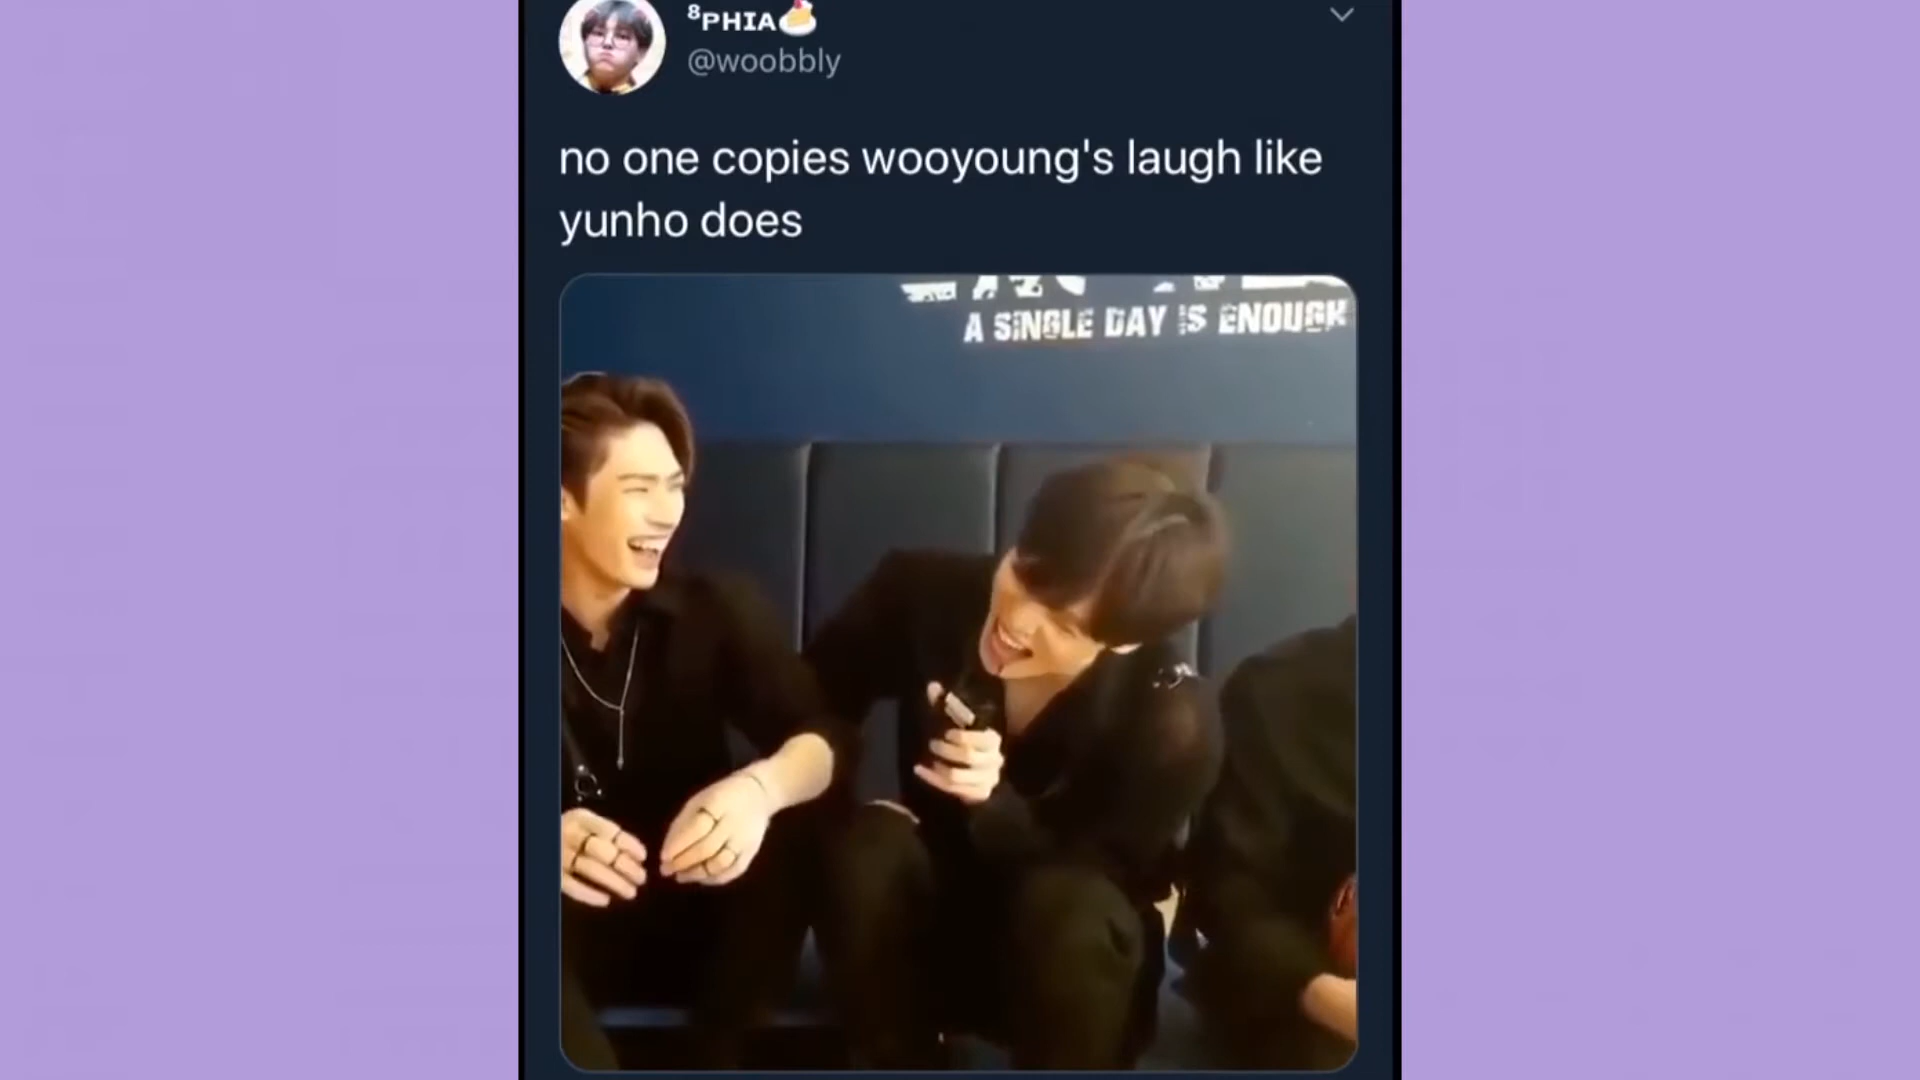 ⁸PHIA🍰
@woobbly
no one copies wooyoung's laugh like
yunho does
A SINGLE DAY IS ENOUGH